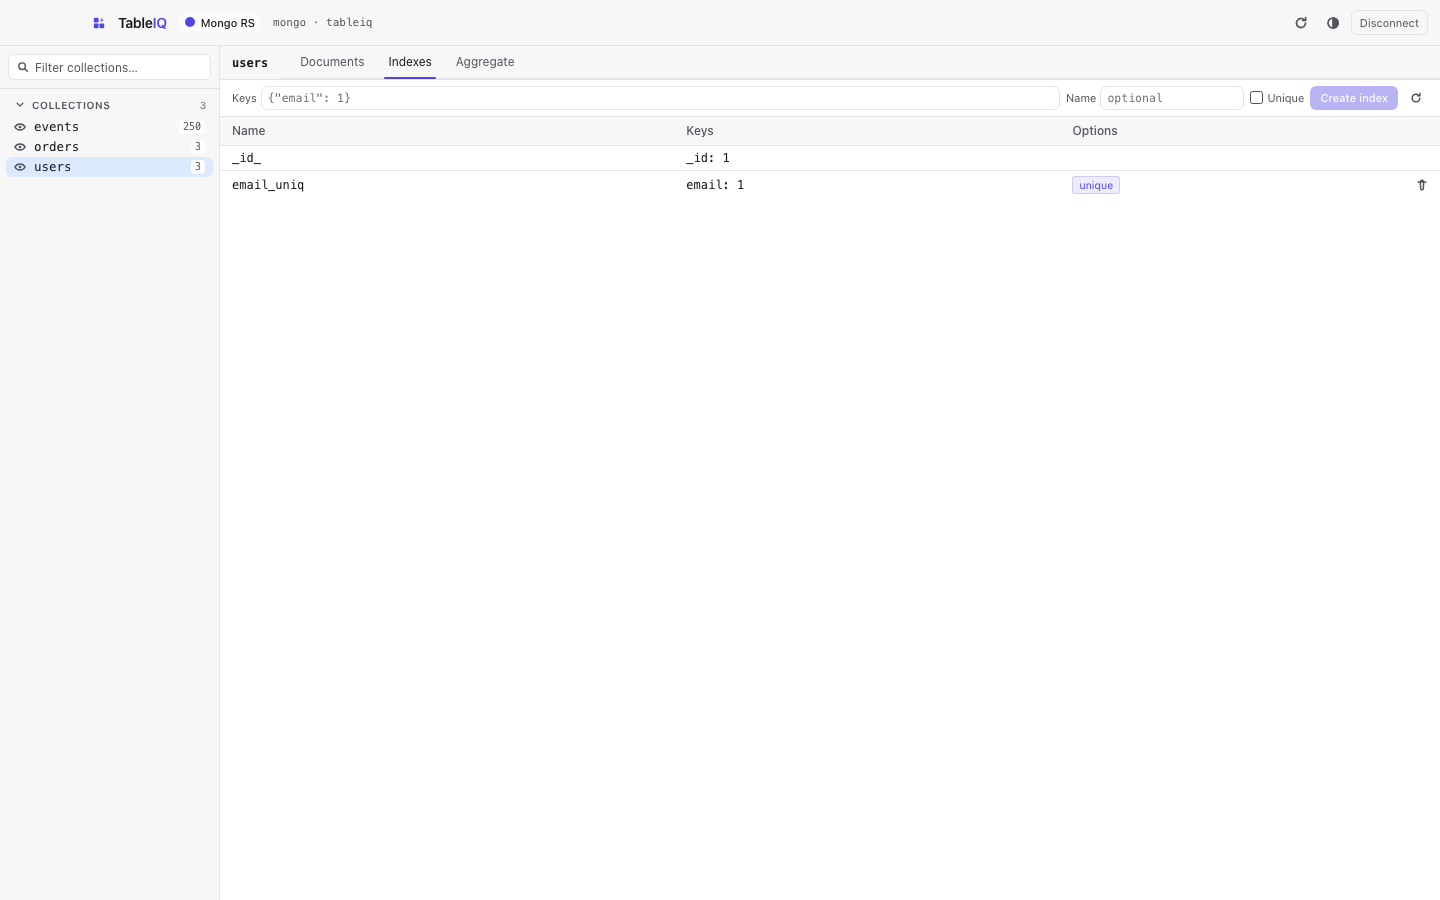 TableIQ Mongo RS mongo · tableiq Disconnect
Filter collections...
COLLECTIONS 3
events 250
orders 3
users 3
users Documents Indexes Aggregate
Keys {"email": 1} Name optional Unique Create index
Name Keys Options
_id_ _id: 1
email_uniq email: 1 unique